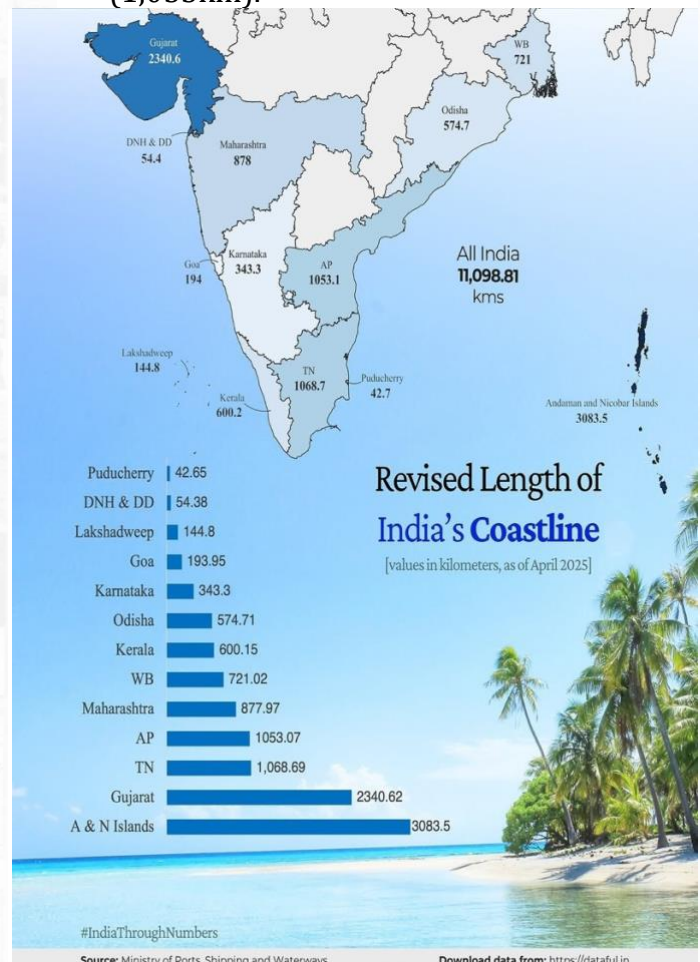 (1,053km).
Gujarat
2340.6
WB
721
Odisha
574.7
DNH & DD
54.4
Maharashtra
878
Goa
194
Karnataka
343.3
AP
1053.1
All India
11,098.81
kms
Lakshadweep
144.8
TN
1068.7
Puducherry
42.7
Kerala
600.2
Andaman and Nicobar Islands
3083.5
Revised Length of
India's Coastline
[values in kilometers, as of April 2025]
Puducherry 42.65
DNH & DD 54.38
Lakshadweep 144.8
Goa 193.95
Karnataka 343.3
Odisha 574.71
Kerala 600.15
WB 721.02
Maharashtra 877.97
AP 1053.07
TN 1,068.69
Gujarat 2340.62
A & N Islands 3083.5
#IndiaThroughNumbers
Source: Ministry of Ports, Shipping and Waterways Download data from: https://dataful.in